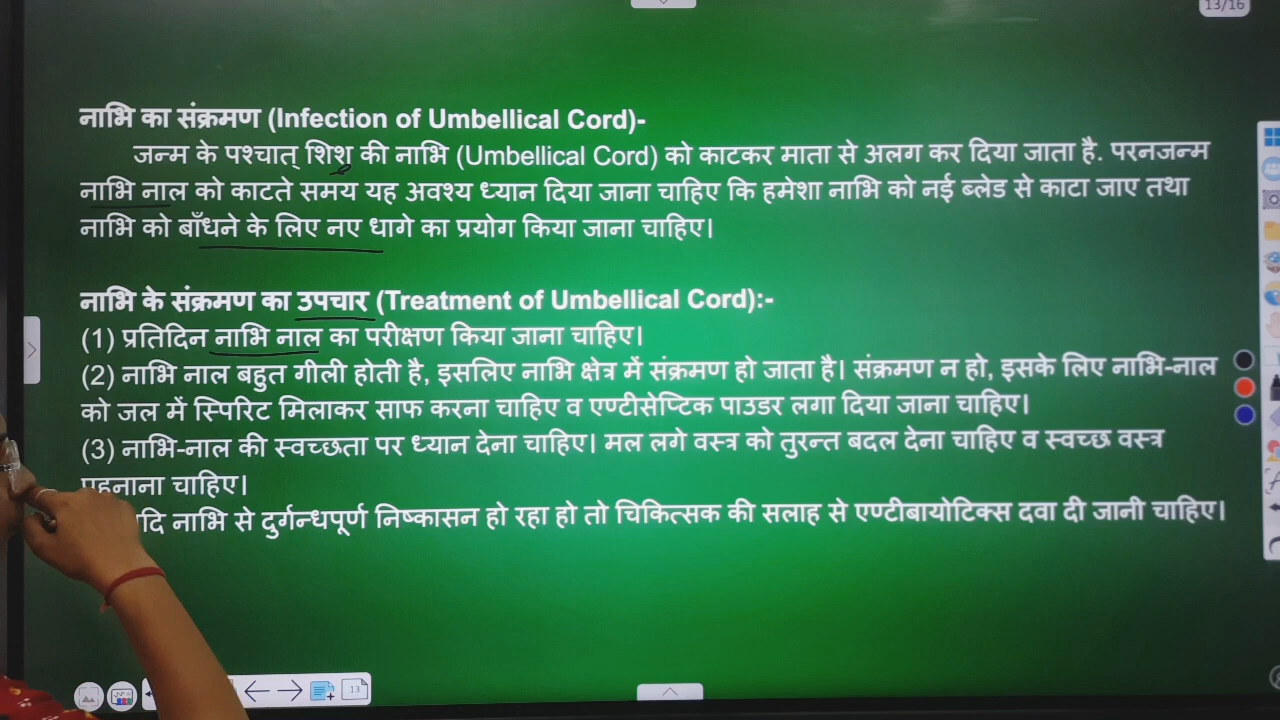 13/16
नाभि का संक्रमण (Infection of Umbellical Cord)-
जन्म के पश्चात् शिशु की नाभि (Umbellical Cord) को काटकर माता से अलग कर दिया जाता है. परनजन्म
नाभि नाल को काटते समय यह अवश्य ध्यान दिया जाना चाहिए कि हमेशा नाभि को नई ब्लेड से काटा जाए तथा
नाभि को बाँधने के लिए नए धागे का प्रयोग किया जाना चाहिए।
नाभि के संक्रमण का उपचार (Treatment of Umbellical Cord):-
(1) प्रतिदिन नाभि नाल का परीक्षण किया जाना चाहिए।
(2) नाभि नाल बहुत गीली होती है, इसलिए नाभि क्षेत्र में संक्रमण हो जाता है। संक्रमण न हो, इसके लिए नाभि-नाल
को जल में स्पिरिट मिलाकर साफ करना चाहिए व एण्टीसेप्टिक पाउडर लगा दिया जाना चाहिए।
(3) नाभि-नाल की स्वच्छता पर ध्यान देना चाहिए। मल लगे वस्त्र को तुरन्त बदल देना चाहिए व स्वच्छ वस्त्र
पहनाना चाहिए।
यदि नाभि से दुर्गन्धपूर्ण निष्कासन हो रहा हो तो चिकित्सक की सलाह से एण्टीबायोटिक्स दवा दी जानी चाहिए।
13